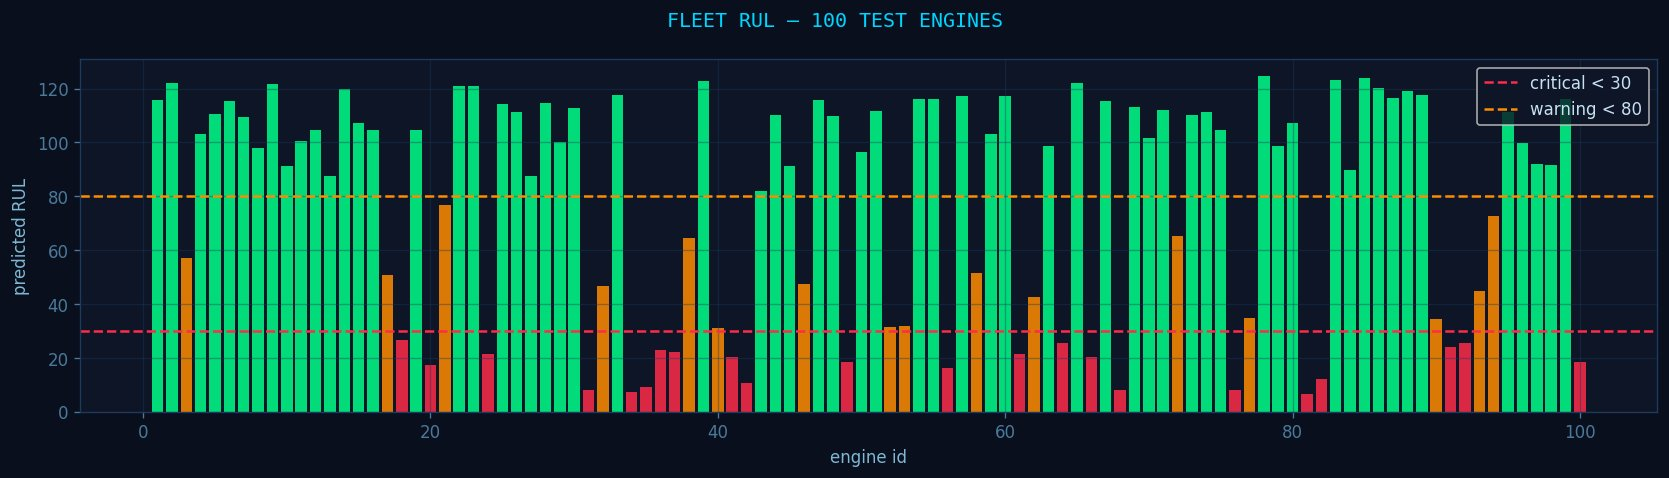 FLEET RUL — 100 TEST ENGINES
critical < 30
warning < 80
predicted RUL
120
100
80
60
40
20
0
0 20 40 60 80 100
engine id